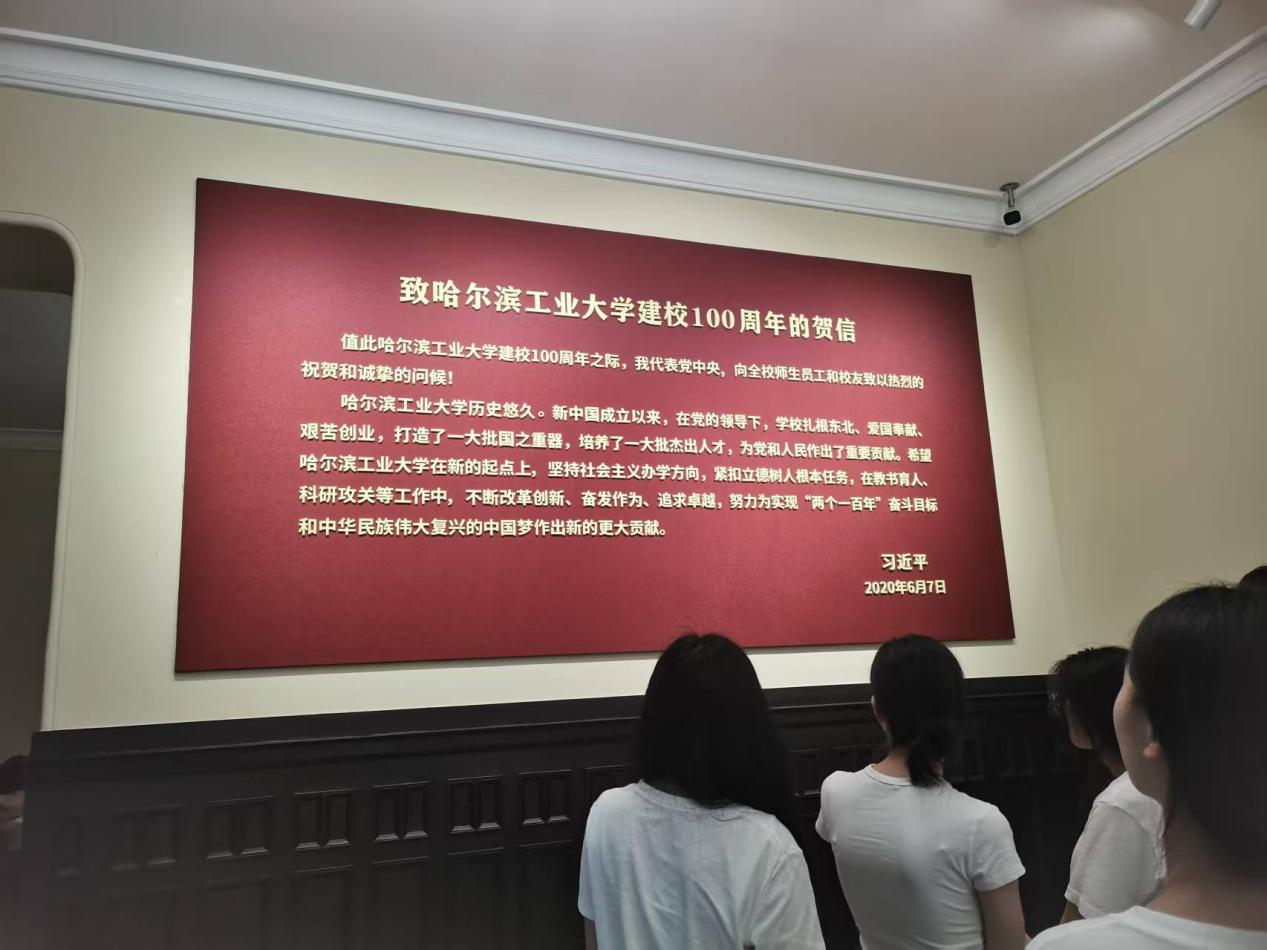 致哈尔滨工业大学建校100周年的贺信
值此哈尔滨工业大学建校100周年之际，我代表党中央，向全校师生员工和校友致以热烈的
祝贺和诚挚的问候！
哈尔滨工业大学历史悠久。新中国成立以来，在党的领导下，学校扎根东北、爱国奉献、
艰苦创业，打造了一大批国之重器，培养了一大批杰出人才，为党和人民作出了重要贡献。希望
哈尔滨工业大学在新的起点上，坚持社会主义办学方向，紧扣立德树人根本任务，在教书育人、
科研攻关等工作中，不断改革创新、奋发作为、追求卓越，努力为实现“两个一百年”奋斗目标
和中华民族伟大复兴的中国梦作出新的更大贡献。
习近平
2020年6月7日